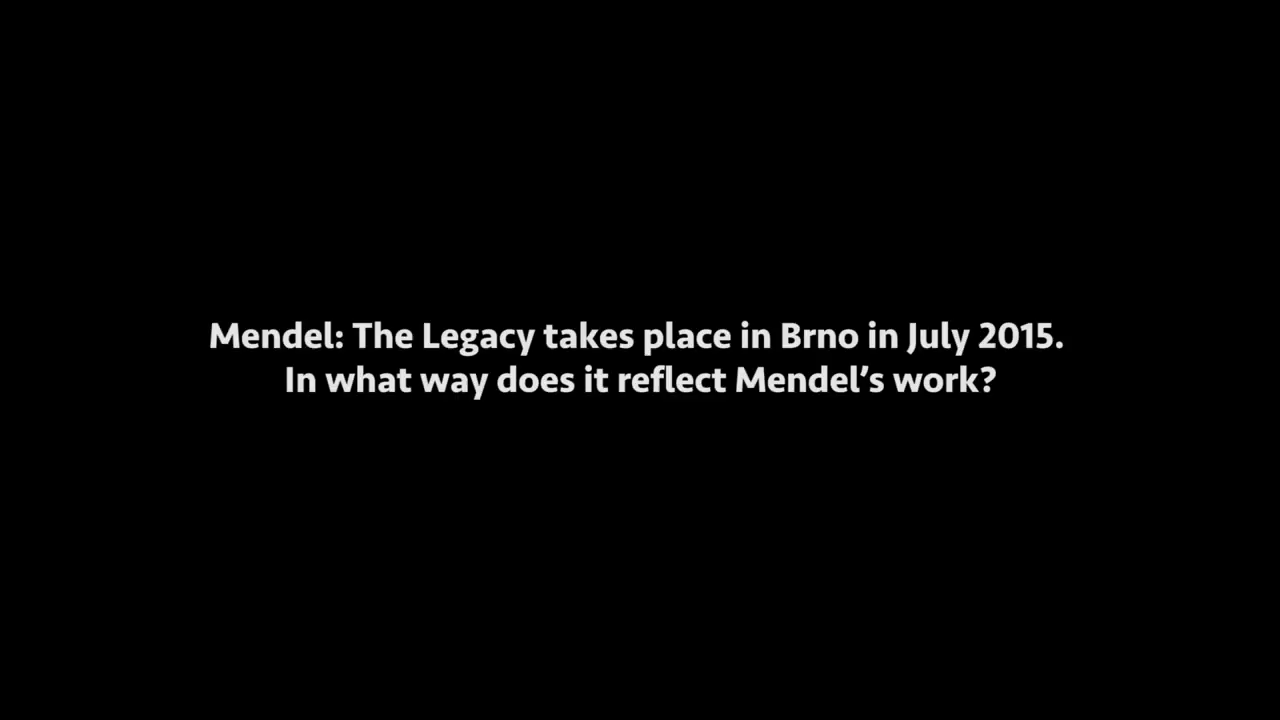 Mendel: The Legacy takes place in Brno in July 2015.
In what way does it reflect Mendel’s work?